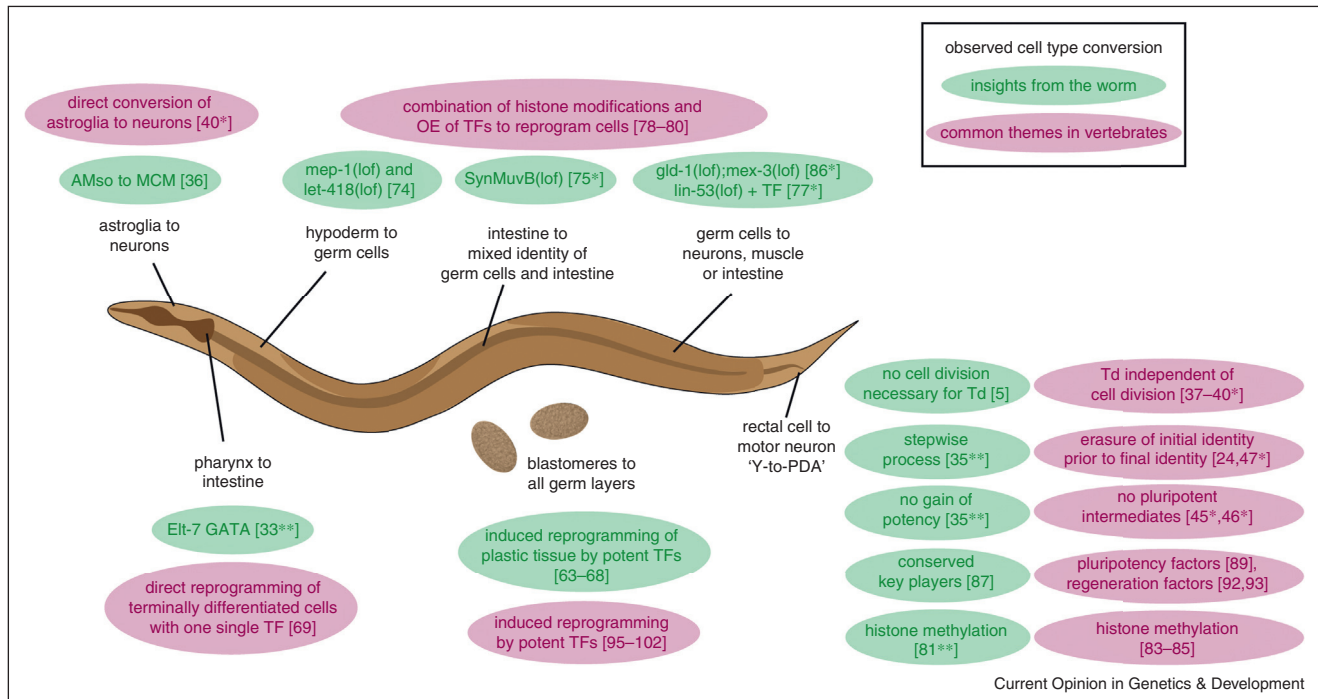 observed cell type conversion
insights from the worm
common themes in vertebrates
direct conversion of
astroglia to neurons [40*]
combination of histone modifications and
OE of TFs to reprogram cells [78–80]
AMso to MCM [36]
mep-1(lof) and
let-418(lof) [74]
SynMuvB(lof) [75*]
gld-1(lof);mex-3(lof) [86*]
lin-53(lof) + TF [77*]
astroglia to
neurons
hypoderm to
germ cells
intestine to
mixed identity of
germ cells and intestine
germ cells to
neurons, muscle
or intestine
pharynx to
intestine
blastomeres to
all germ layers
rectal cell to
motor neuron
‘Y-to-PDA’
Elt-7 GATA [33**]
direct reprogramming of
terminally differentiated cells
with one single TF [69]
induced reprogramming of
plastic tissue by potent TFs
[63–68]
induced reprogramming
by potent TFs [95–102]
no cell division
necessary for Td [5]
Td independent of
cell division [37–40*]
stepwise
process [35**]
erasure of initial identity
prior to final identity [24,47*]
no gain of
potency [35**]
no pluripotent
intermediates [45*,46*]
conserved
key players [87]
pluripotency factors [89],
regeneration factors [92,93]
histone methylation
[81**]
histone methylation
[83–85]
Current Opinion in Genetics & Development